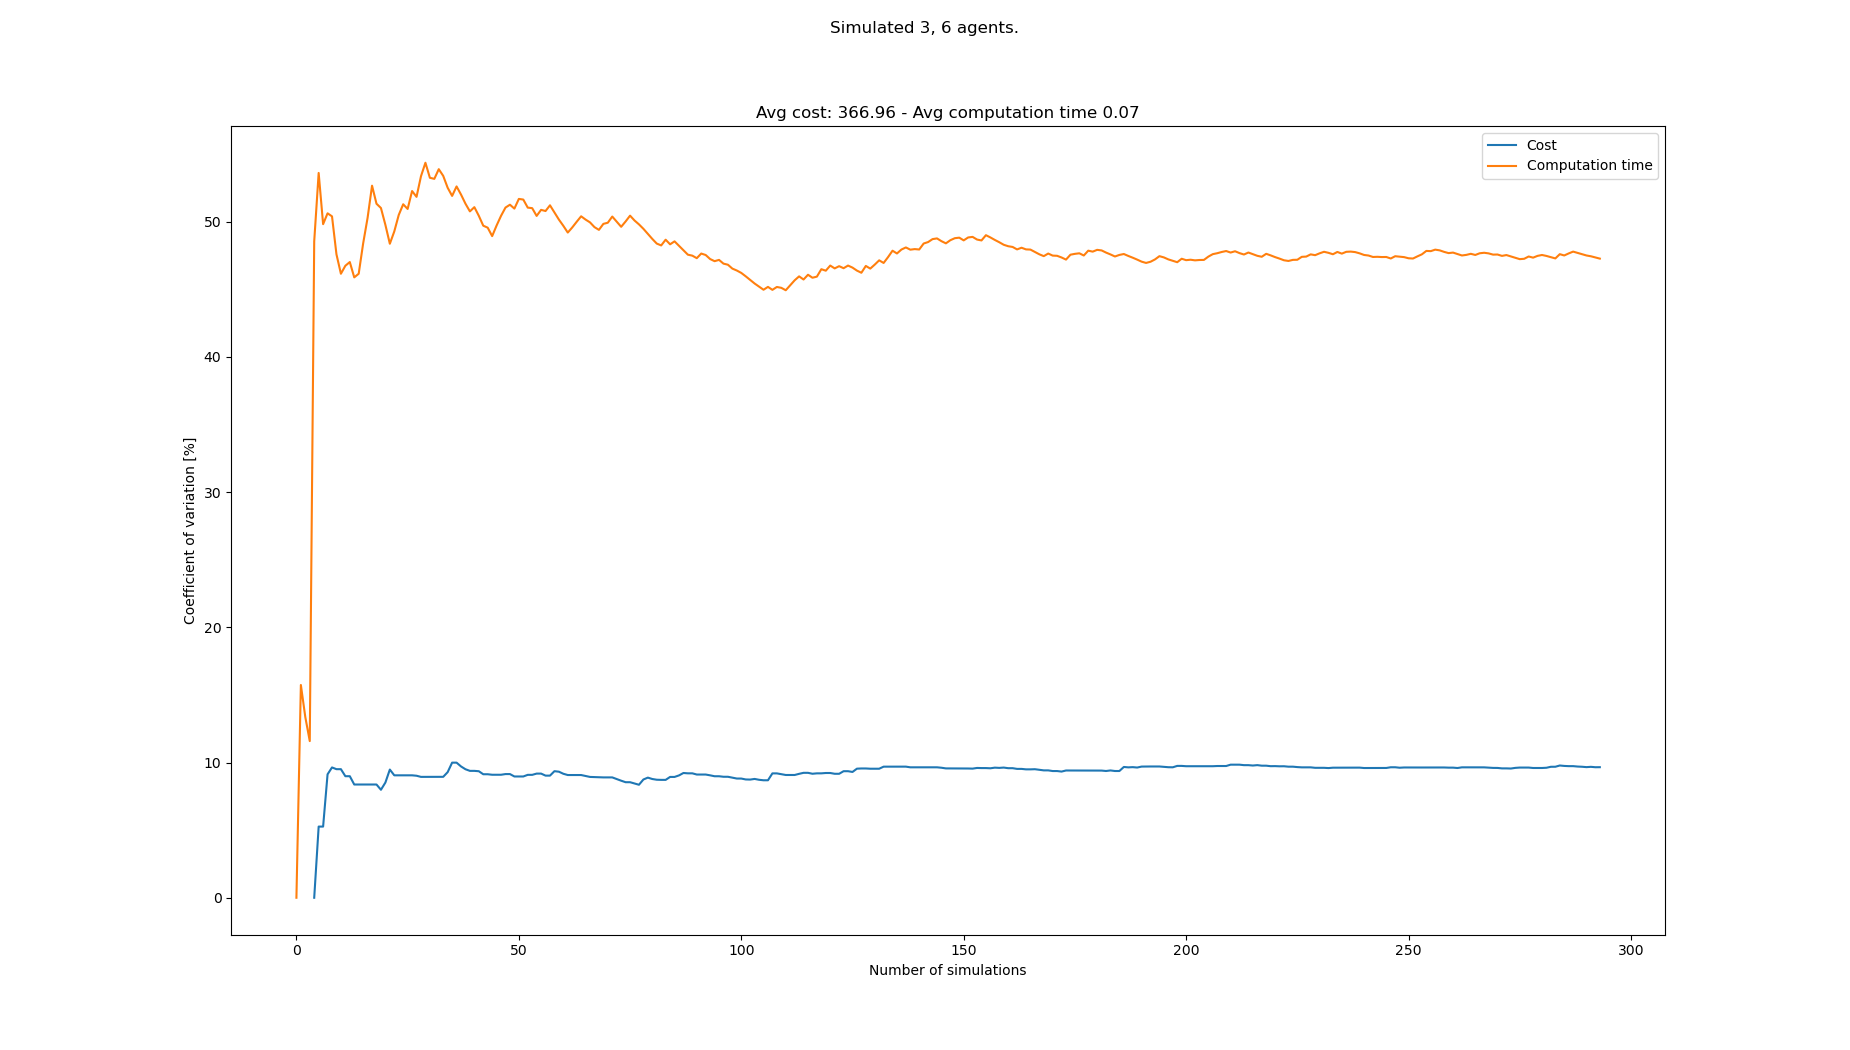 Simulated 3, 6 agents.
Avg cost: 366.96 - Avg computation time 0.07
Cost
Computation time
50
40
30
20
10
0
Coefficient of variation [%]
0
50
100
150
200
250
300
Number of simulations